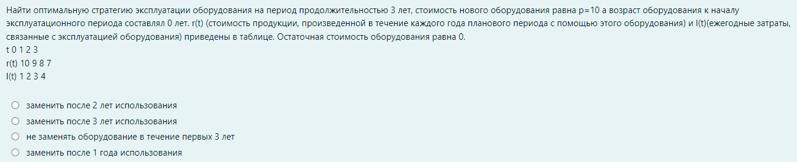 Найти оптимальную стратегию эксплуатации оборудования на период продолжительностью 3 лет, стоимость нового оборудования равна p=10 а возраст оборудования к началу
эксплуатационного периода составлял 0 лет. r(t) (стоимость продукции, произведенной в течение каждого года планового периода с помощью этого оборудования) и l(t)(ежегодные затраты,
связанные с эксплуатацией оборудования) приведены в таблице. Остаточная стоимость оборудования равна 0.
t 0 1 2 3
r(t) 10 9 8 7
l(t) 1 2 3 4
заменить после 2 лет использования
заменить после 3 лет использования
не заменять оборудование в течение первых 3 лет
заменить после 1 года использования